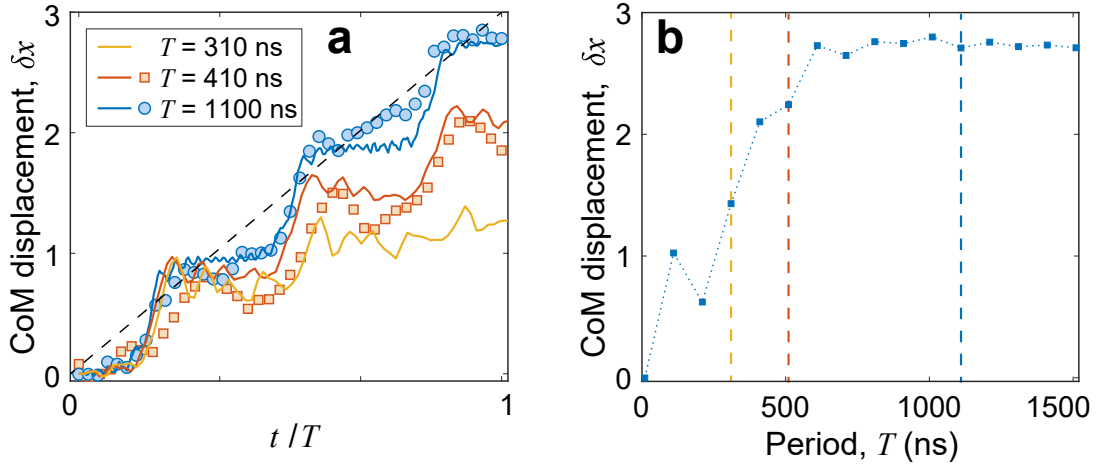 a
T = 310 ns
T = 410 ns
T = 1100 ns
CoM displacement, δx
3
2
1
0
0
1
t / T
b
CoM displacement, δx
3
2
1
0
0
500
1000
1500
Period, T (ns)